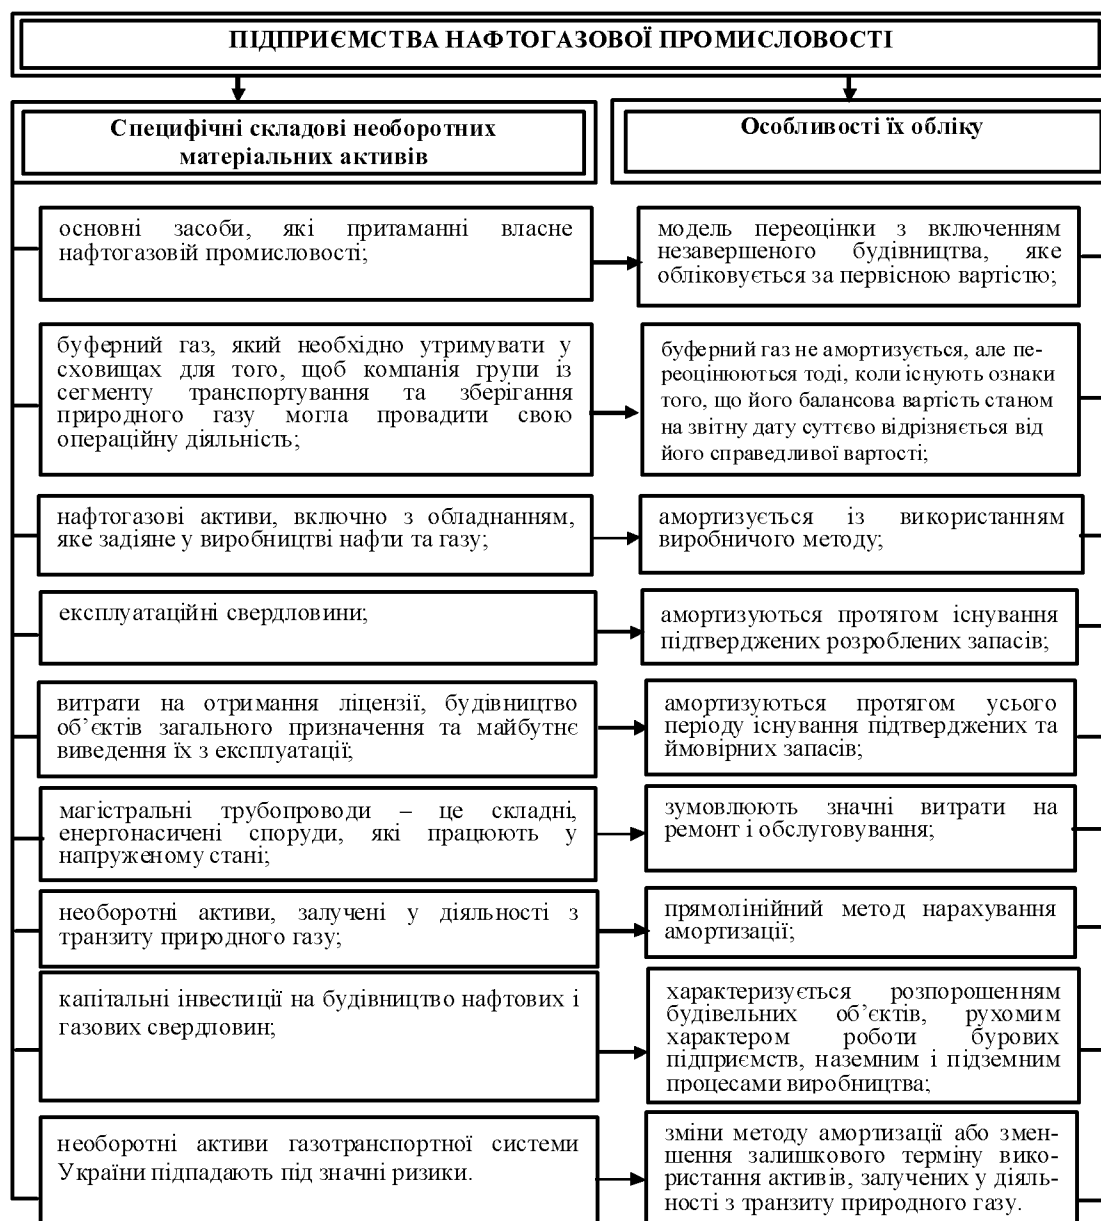 ПІДПРИЄМСТВА НАФТОГАЗОВОЇ ПРОМИСЛОВОСТІ
Специфічні складові необоротних
матеріальних активів
Особливості їх обліку
основні засоби, які притаманні власне
нафтогазовій промисловості;
модель переоцінки з включенням
незавершеного будівництва, яке
обліковується за первісною вартістю;
буферний газ, який необхідно утримувати у
сховищах для того, щоб компанія групи із
сегменту транспортування та зберігання
природного газу могла провадити свою
операційну діяльність;
буферний газ не амортизується, але пе-
реоцінюються тоді, коли існують ознаки
того, що його балансова вартість станом
на звітну дату суттєво відрізняється від
його справедливої вартості;
нафтогазові активи, включно з обладнанням,
яке задіяне у виробництві нафти та газу;
амортизується із використанням
виробничого методу;
експлуатаційні свердловини;
амортизуються протягом існування
підтверджених розроблених запасів;
витрати на отримання ліцензії, будівництво
об’єктів загального призначення та майбутнє
виведення їх з експлуатації;
амортизуються протягом усього
періоду існування підтверджених та
ймовірних запасів;
магістральні трубопроводи – це складні,
енергонасичені споруди, які працюють у
напруженому стані;
зумовлюють значні витрати на
ремонт і обслуговування;
необоротні активи, залучені у діяльності з
транзиту природного газу;
прямолінійний метод нарахування
амортизації;
капітальні інвестиції на будівництво нафтових і
газових свердловин;
характеризується розпорошенням
будівельних об’єктів, рухомим
характером роботи бурових
підприємств, наземним і підземним
процесами виробництва;
необоротні активи газотранспортної системи
України підпадають під значні ризики.
зміни методу амортизації або змен-
шення залишкового терміну вико-
ристання активів, залучених у діяль-
ності з транзиту природного газу.